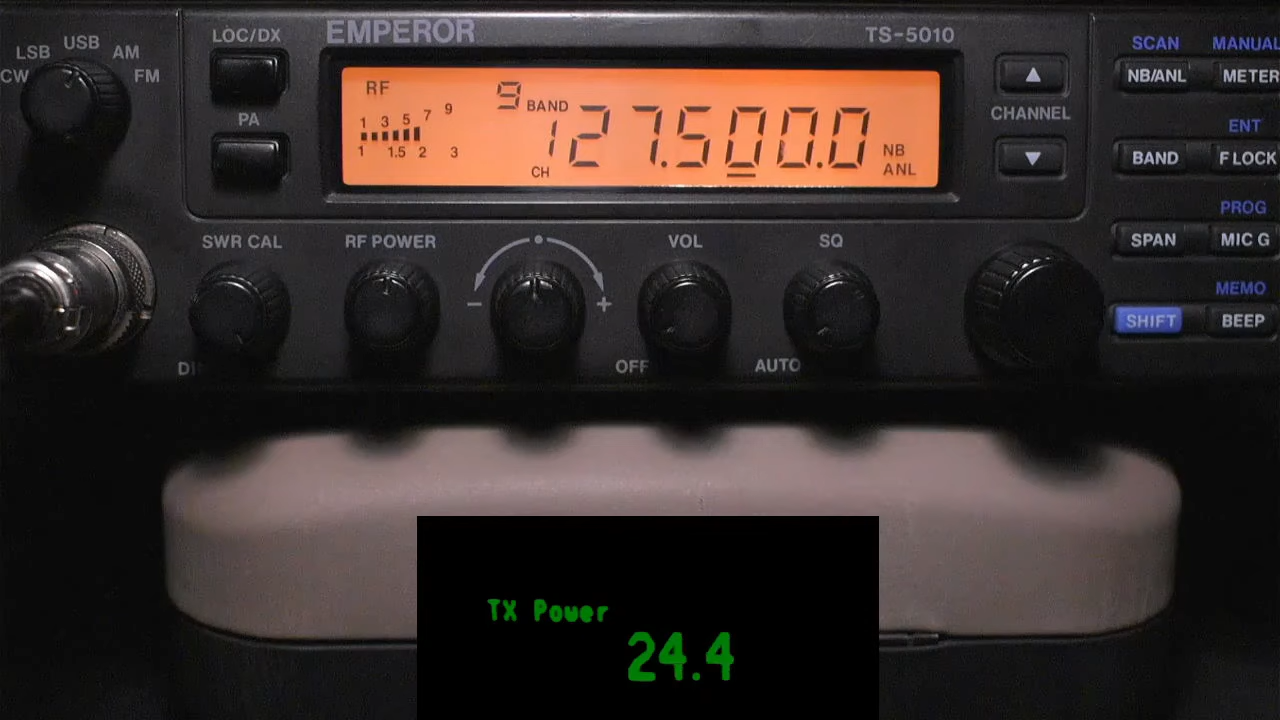 EMPEROR
TS-5010
LOC/DX
PA
CW LSB USB AM FM
RF
1 3 5 7 9
1 1.5 2 3
9 BAND
127.500.0
CH
NB
ANL
▲
CHANNEL
▼
SCAN MANUAL
NB/ANL METER
ENT
BAND F LOCK
PROG
SPAN MIC G
MEMO
SHIFT BEEP
SWR CAL
RF POWER
− +
VOL
SQ
OFF
AUTO
TX Power
24.4